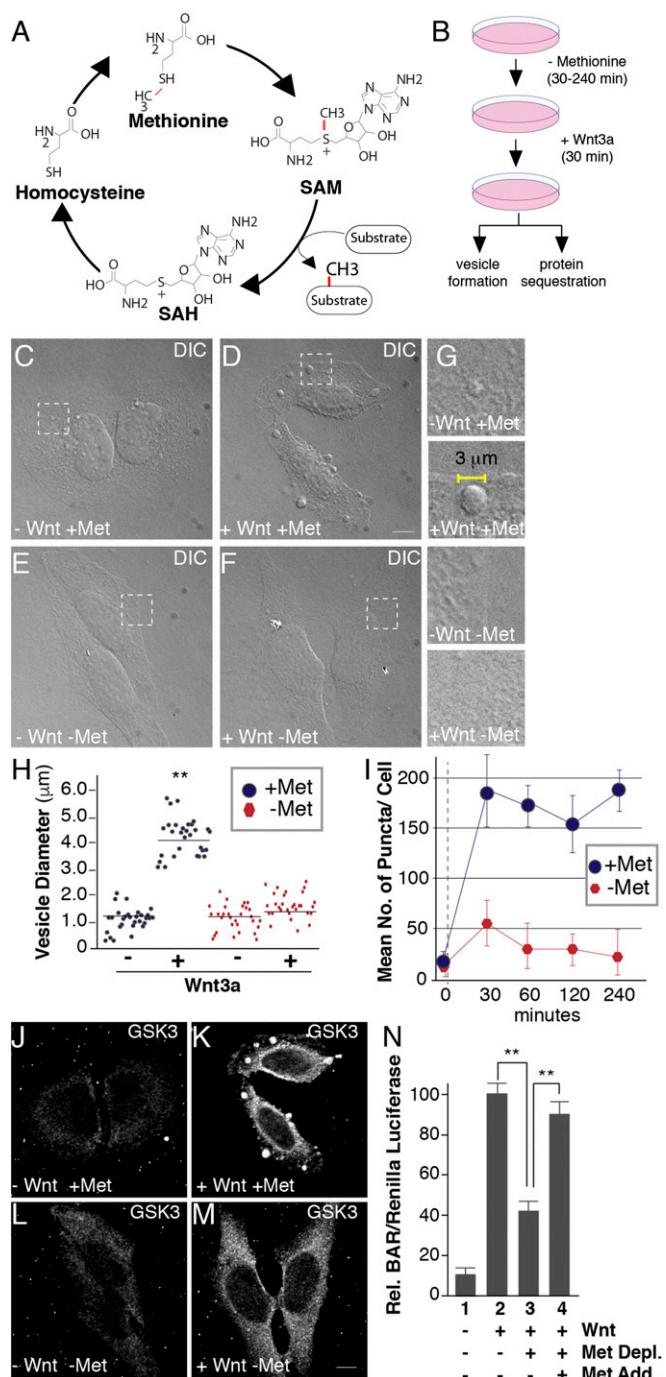 A
H2N
O
OH
SH
H3C
Methionine
H2N
O
OH
SH
Homocysteine
NH2
N
N
N
N
CH3
O
HO
S
+
NH2
O
OH
OH
SAM
Substrate
CH3
Substrate
NH2
N
N
N
N
O
HO
S
+
NH2
O
OH
OH
SAH
B
- Methionine
(30-240 min)
+ Wnt3a
(30 min)
vesicle
formation
protein
sequestration
C
DIC
- Wnt +Met
D
DIC
+ Wnt +Met
E
DIC
- Wnt -Met
F
DIC
+ Wnt -Met
G
-Wnt +Met
3 µm
+Wnt +Met
-Wnt -Met
+Wnt -Met
H
Vesicle Diameter (µm)
6.0
5.0
4.0
3.0
2.0
1.0
0
**
+Met
-Met
- + - +
Wnt3a
I
Mean No. of Puncta/ Cell
200
150
100
50
0
+Met
-Met
0 30 60 120 240
minutes
J
GSK3
- Wnt +Met
K
GSK3
+ Wnt +Met
L
GSK3
- Wnt -Met
M
GSK3
+ Wnt -Met
N
Rel. BAR/Renilla Luciferase
100
80
60
40
20
0
** **
1 2 3 4
- + + + Wnt
- - + + Met Depl.
- - - + Met Add.